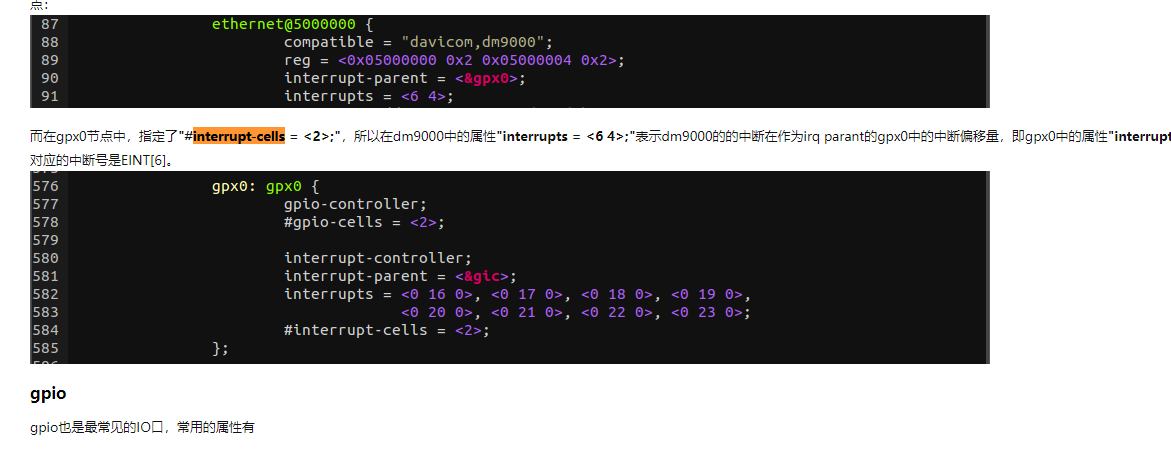 点：
87 ethernet@5000000 {
88 compatible = "davicom,dm9000";
89 reg = <0x05000000 0x2 0x05000004 0x2>;
90 interrupt-parent = <&gpx0>;
91 interrupts = <6 4>;
而在gpx0节点中，指定了"#interrupt-cells = <2>;"，所以在dm9000中的属性"interrupts = <6 4>;"表示dm9000的的中断在作为irq parant的gpx0中的中断偏移量，即gpx0中的属性"interrupt
对应的中断号是EINT[6]。
576 gpx0: gpx0 {
577 gpio-controller;
578 #gpio-cells = <2>;
579
580 interrupt-controller;
581 interrupt-parent = <&gic>;
582 interrupts = <0 16 0>, <0 17 0>, <0 18 0>, <0 19 0>,
583 <0 20 0>, <0 21 0>, <0 22 0>, <0 23 0>;
584 #interrupt-cells = <2>;
585 };
gpio
gpio也是最常见的IO口，常用的属性有